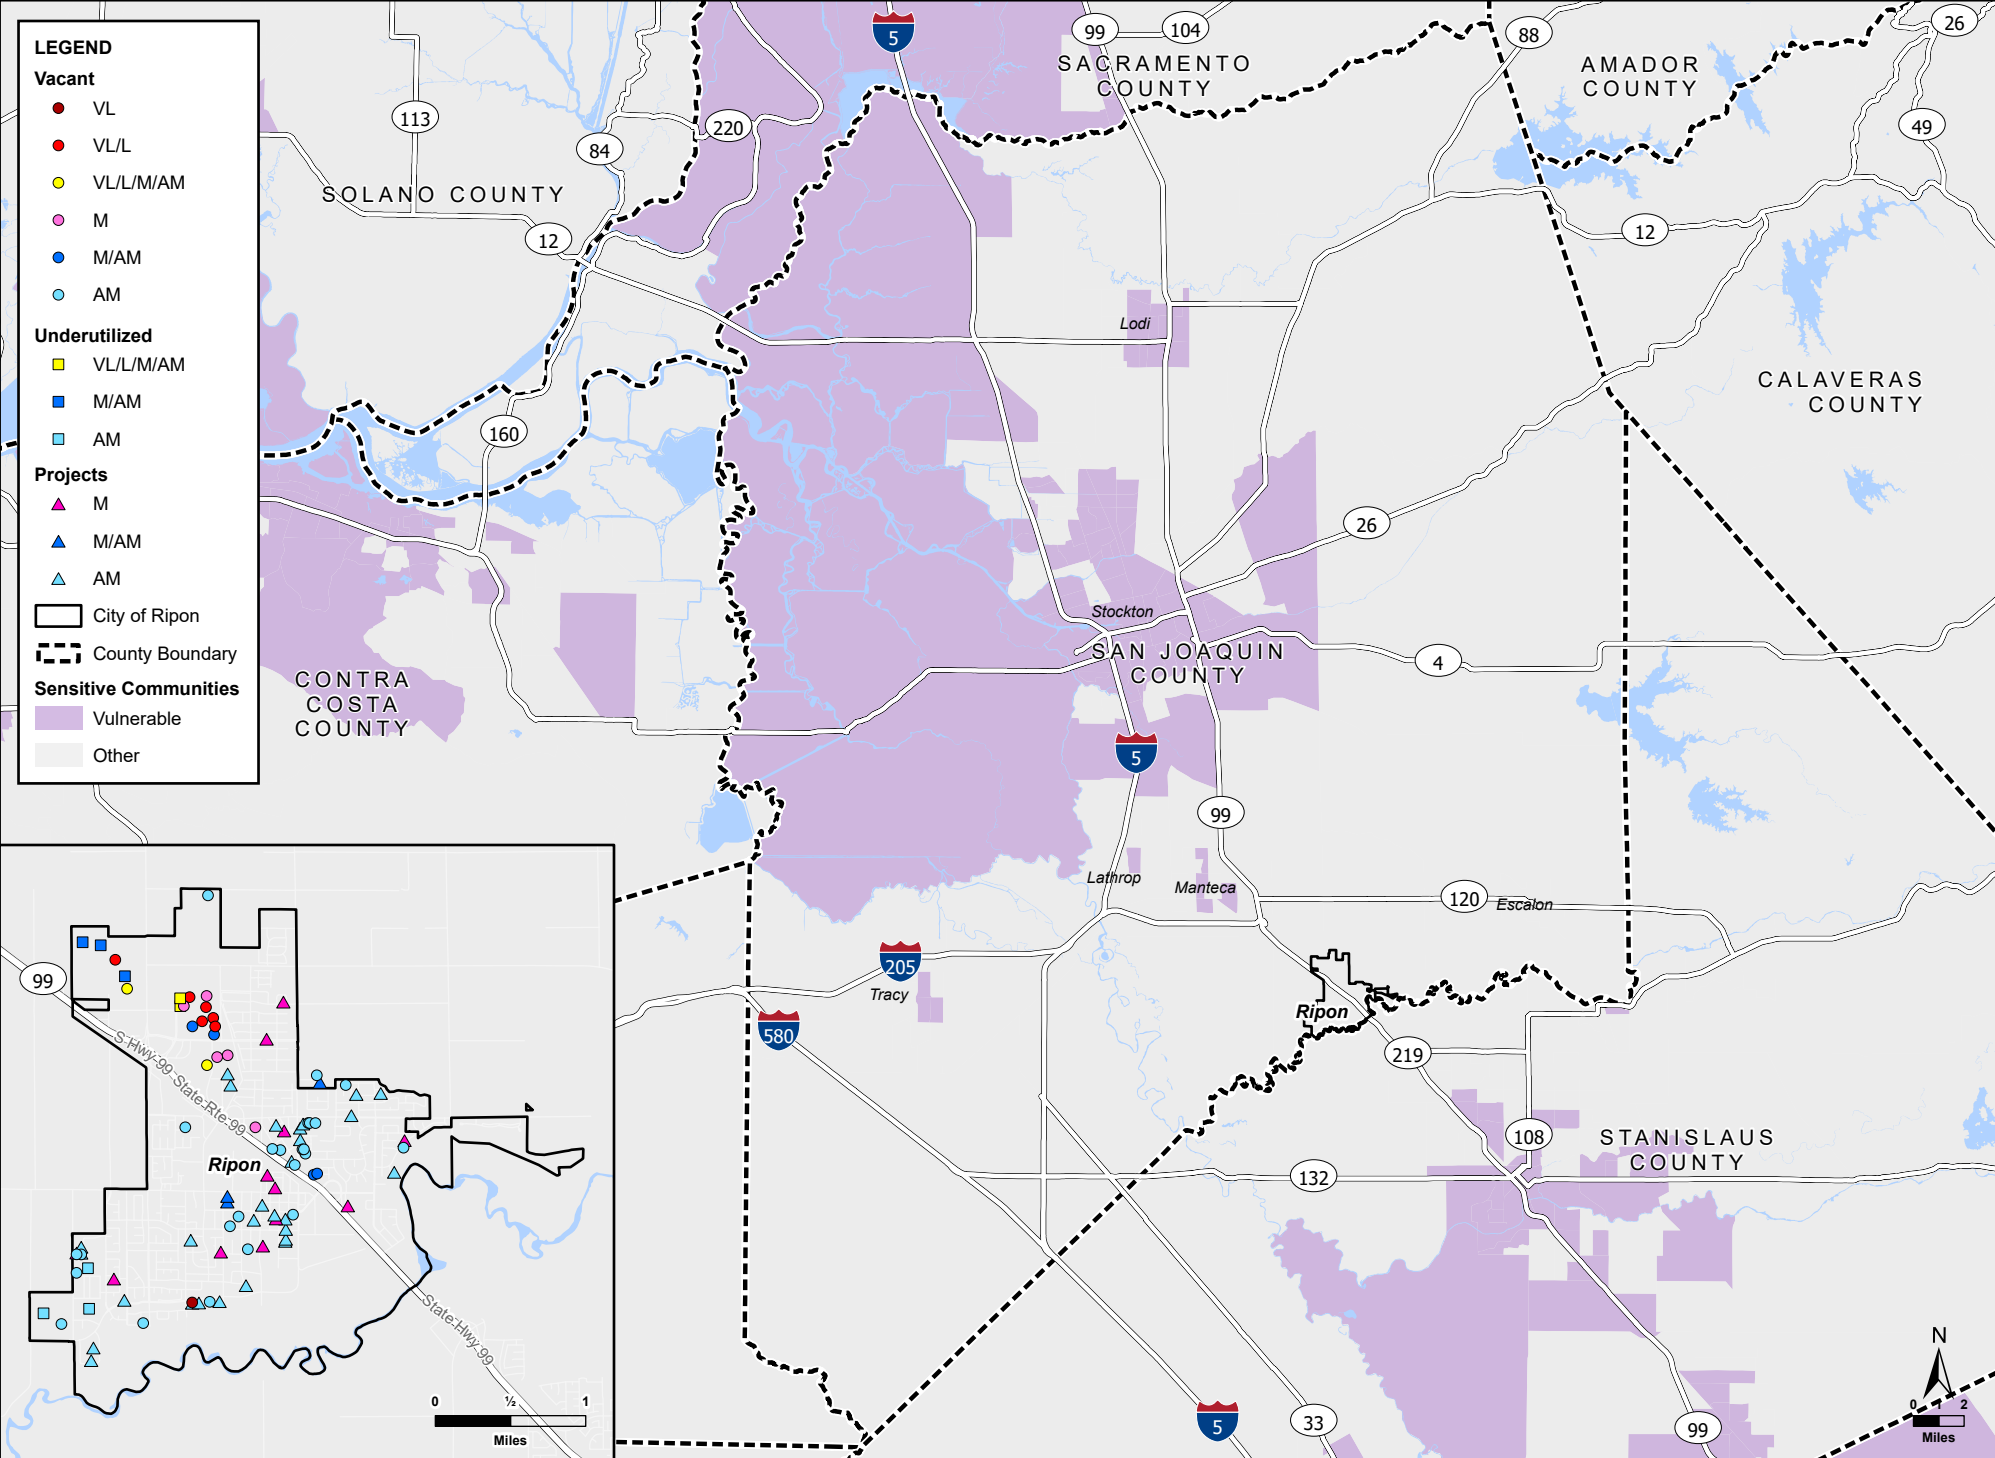 LEGEND
Vacant
VL
VL/L
VL/L/M/AM
M
M/AM
AM
Underutilized
VL/L/M/AM
M/AM
AM
Projects
M
M/AM
AM
City of Ripon
County Boundary
Sensitive Communities
Vulnerable
Other
5
99
104
88
26
SACRAMENTO
COUNTY
AMADOR
COUNTY
113
220
84
49
SOLANO COUNTY
12
12
Lodi
CALAVERAS
COUNTY
160
26
Stockton
SAN JOAQUIN
COUNTY
4
CONTRA
COSTA
COUNTY
5
99
Lathrop
Manteca
120
Escalon
205
Tracy
580
Ripon
219
108
STANISLAUS
COUNTY
132
5
33
99
N
0 1 2
Miles
99
S Hwy 99 State Rte 99
Ripon
State Hwy 99
0 ½ 1
Miles